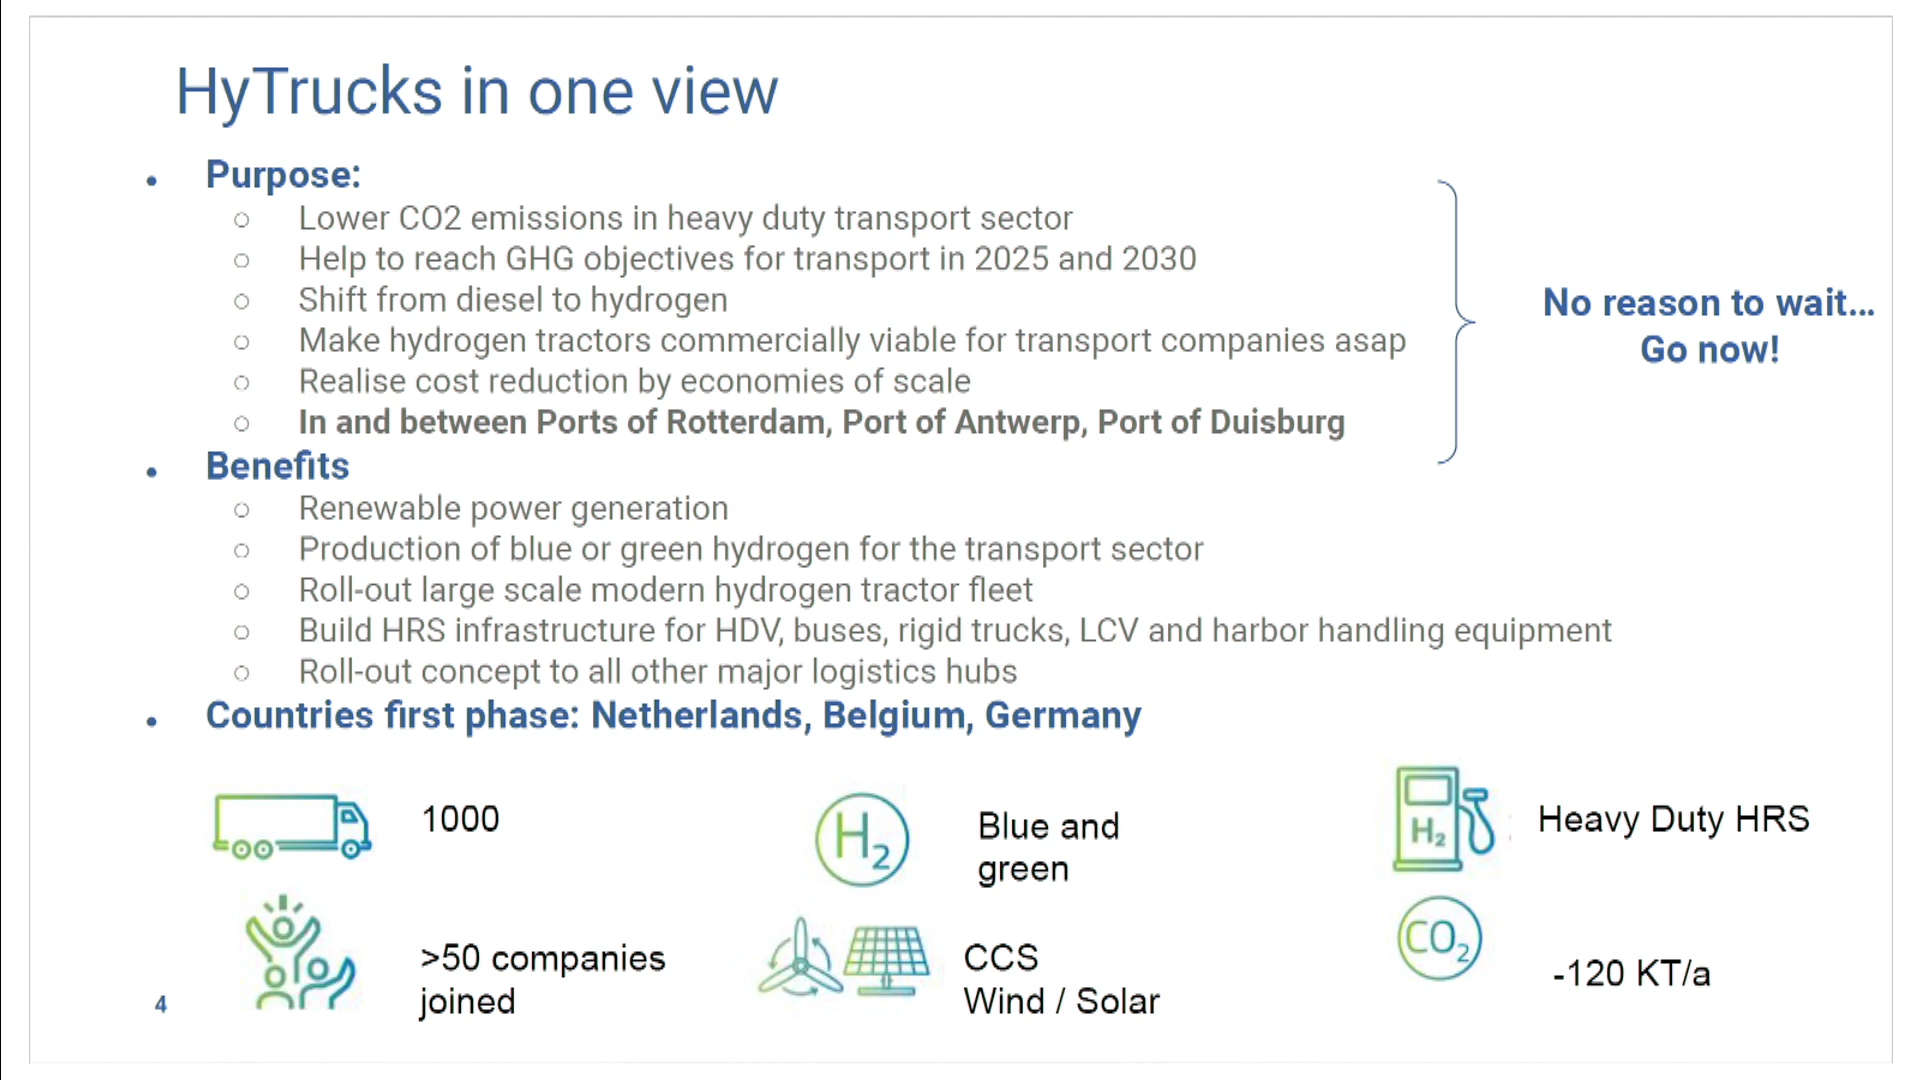 HyTrucks in one view
• Purpose:
○ Lower CO2 emissions in heavy duty transport sector
○ Help to reach GHG objectives for transport in 2025 and 2030
○ Shift from diesel to hydrogen
○ Make hydrogen tractors commercially viable for transport companies asap
○ Realise cost reduction by economies of scale
○ In and between Ports of Rotterdam, Port of Antwerp, Port of Duisburg
No reason to wait...
Go now!
• Benefits
○ Renewable power generation
○ Production of blue or green hydrogen for the transport sector
○ Roll-out large scale modern hydrogen tractor fleet
○ Build HRS infrastructure for HDV, buses, rigid trucks, LCV and harbor handling equipment
○ Roll-out concept to all other major logistics hubs
• Countries first phase: Netherlands, Belgium, Germany
1000
H2
Blue and
green
H2
Heavy Duty HRS
>50 companies
joined
CCS
Wind / Solar
CO2
-120 KT/a
4